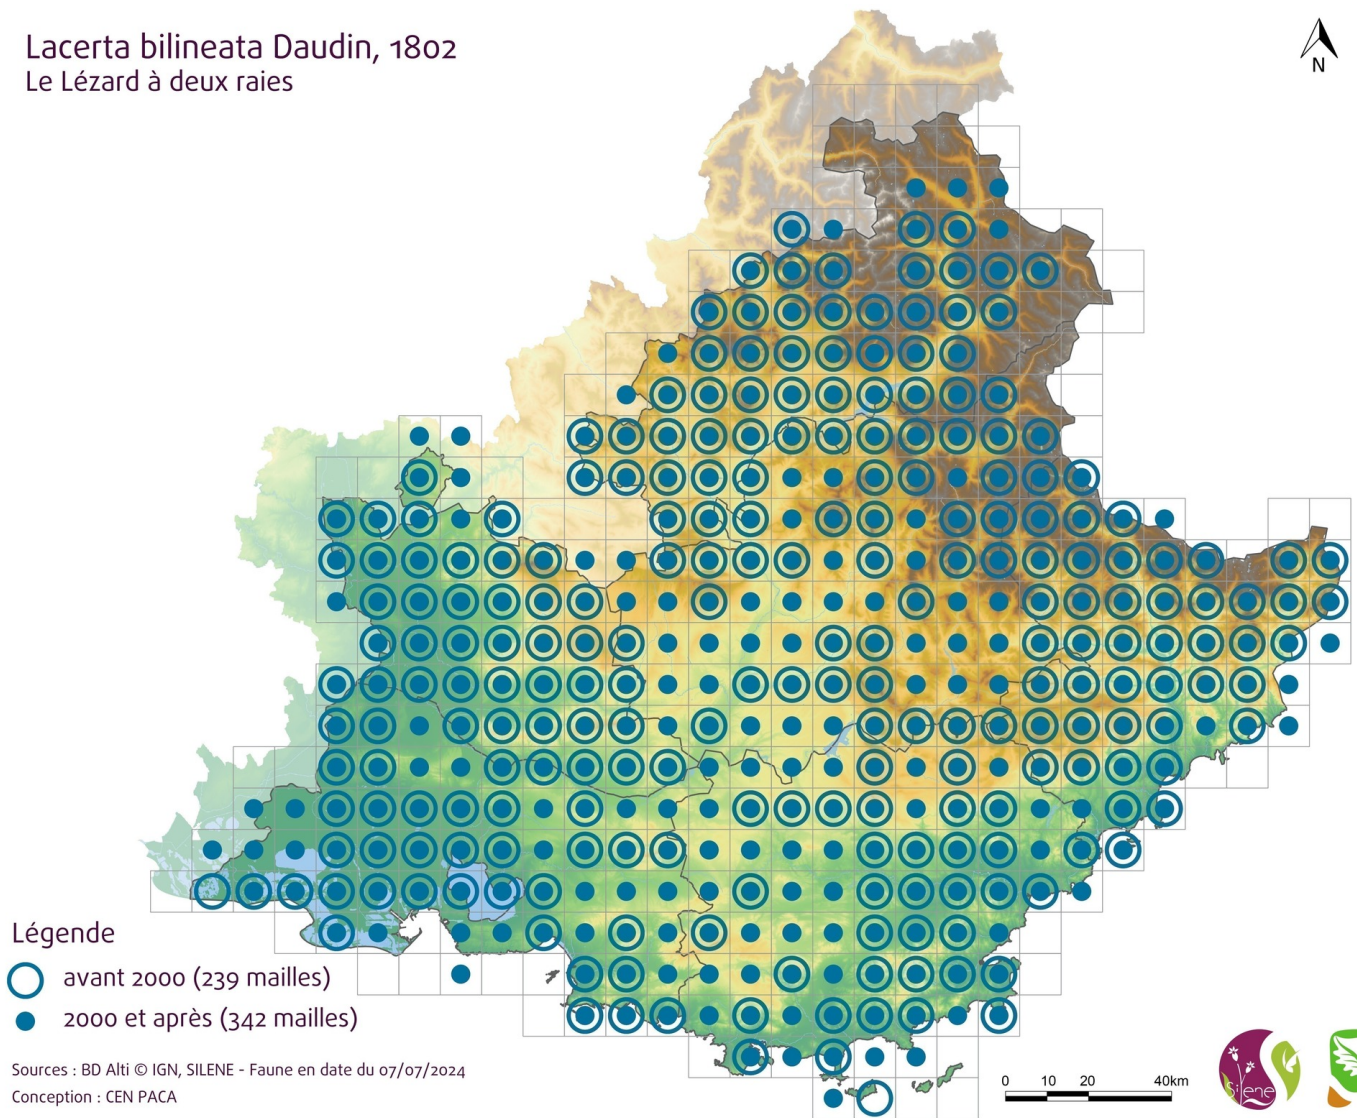 Lacerta bilineata Daudin, 1802
Le Lézard à deux raies
N
Légende
avant 2000 (239 mailles)
2000 et après (342 mailles)
Sources : BD Alti © IGN, SILENE - Faune en date du 07/07/2024
Conception : CEN PACA
0 10 20 40km
Silene